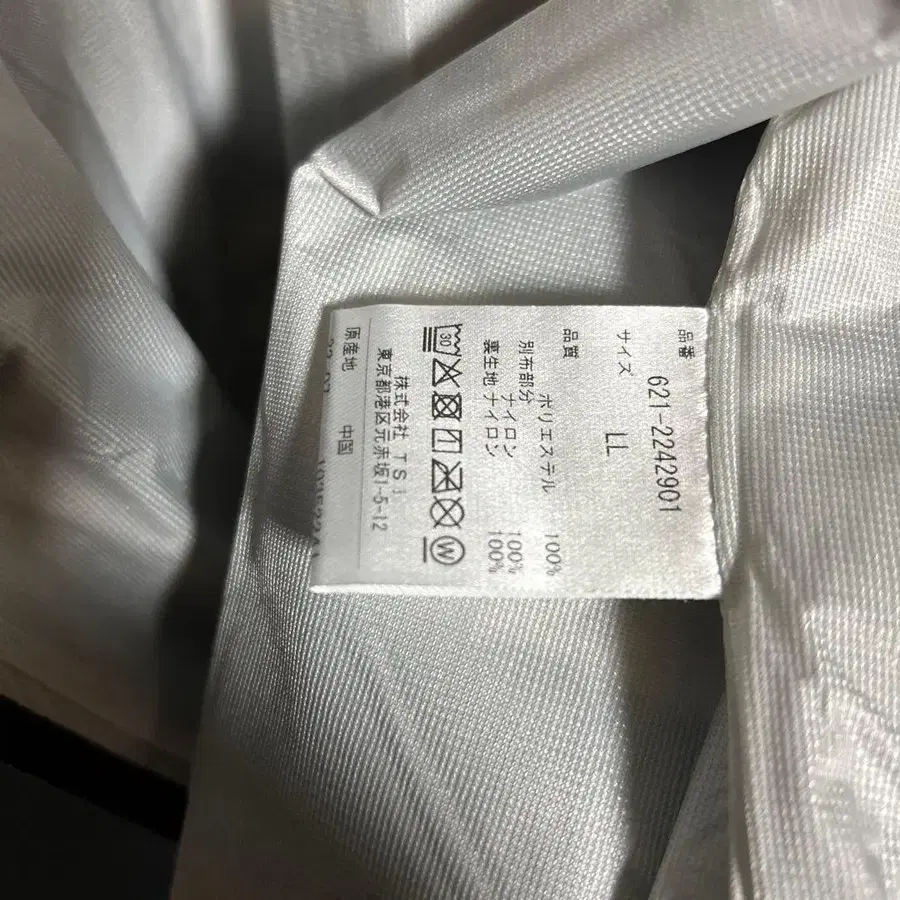 品番 621-2242901
サイズ LL
品質
ポリエステル 100%
別布部分
ナイロン 100%
裏生地 ナイロン 100%
30
W
株式会社 TSI
東京都港区元赤坂1-5-12
原産地 中国